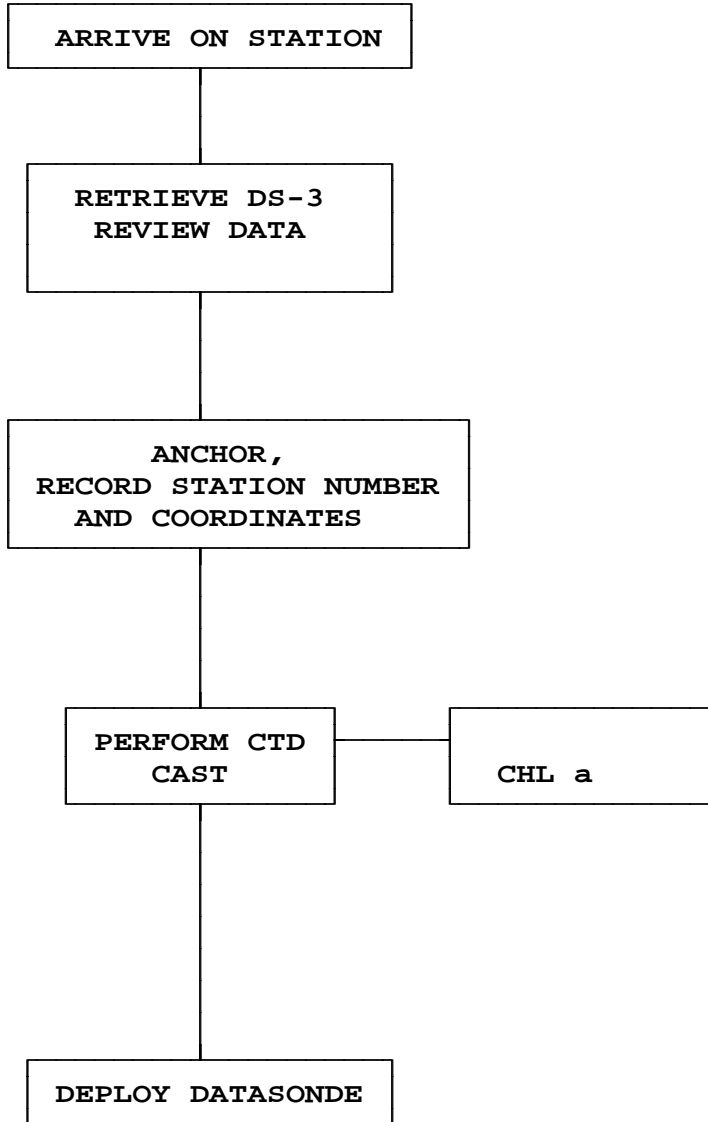 ARRIVE ON STATION
RETRIEVE DS-3
REVIEW DATA
ANCHOR,
RECORD STATION NUMBER
AND COORDINATES
PERFORM CTD
CAST
CHL a
DEPLOY DATASONDE